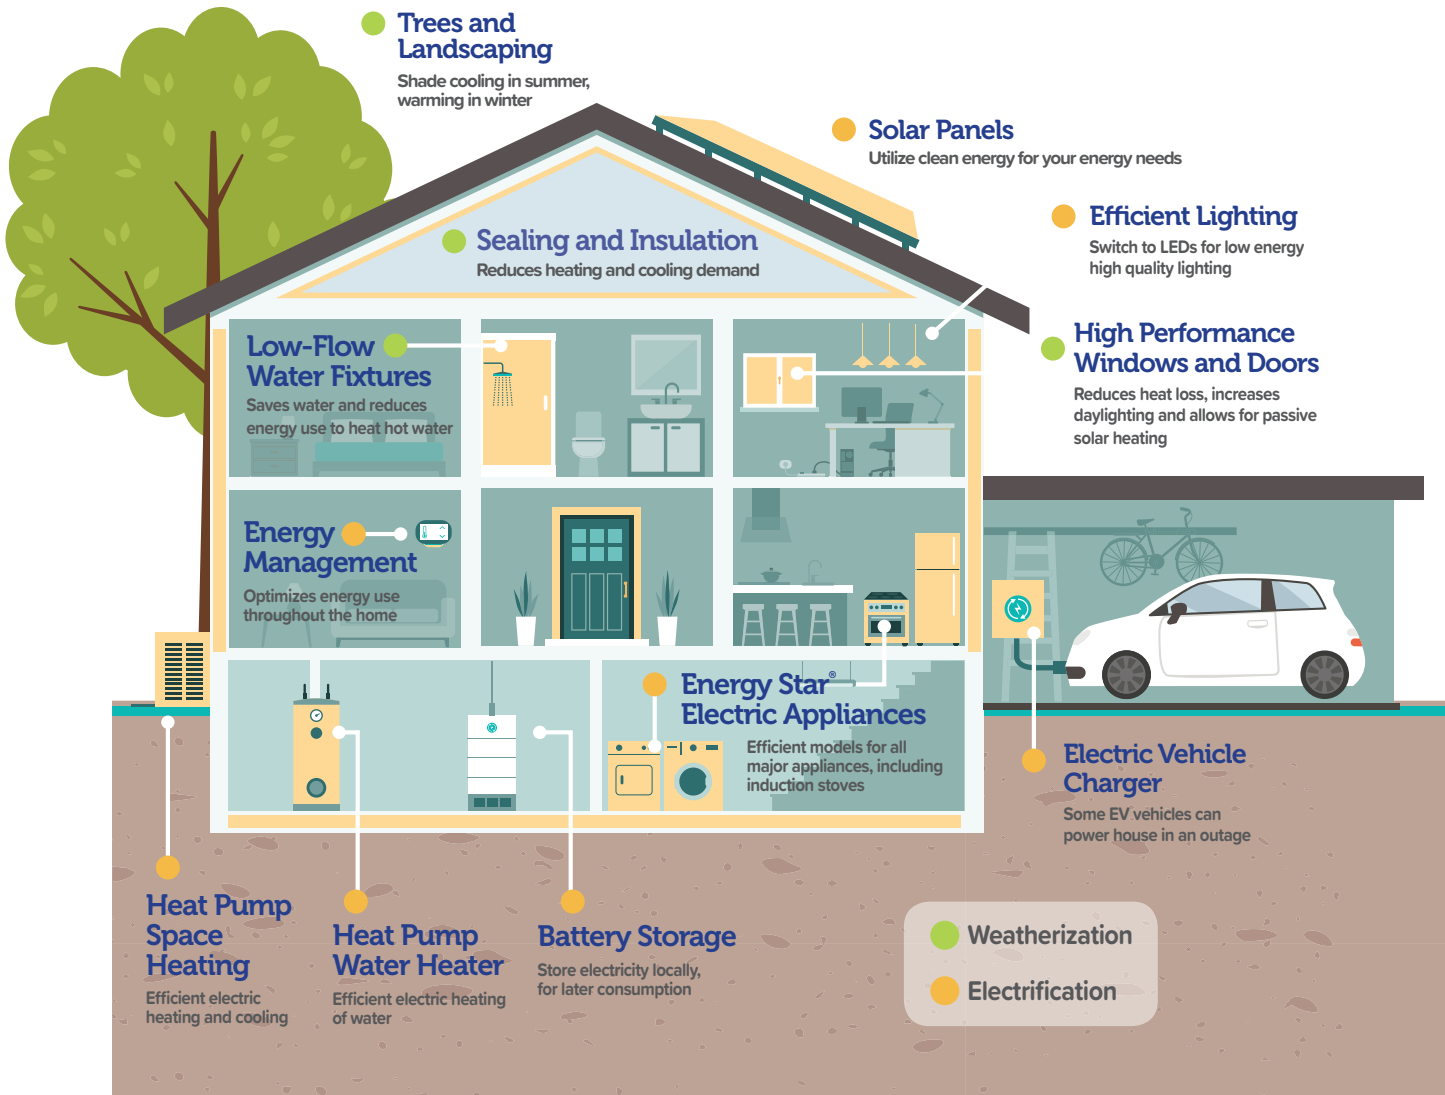 Trees and
Landscaping
Shade cooling in summer,
warming in winter
Solar Panels
Utilize clean energy for your energy needs
Efficient Lighting
Switch to LEDs for low energy
high quality lighting
Sealing and Insulation
Reduces heating and cooling demand
High Performance
Windows and Doors
Reduces heat loss, increases
daylighting and allows for passive
solar heating
Low-Flow
Water Fixtures
Saves water and reduces
energy use to heat hot water
Energy
Management
Optimizes energy use
throughout the home
Energy Star®
Electric Appliances
Efficient models for all
major appliances, including
induction stoves
Electric Vehicle
Charger
Some EV vehicles can
power house in an outage
Heat Pump
Space
Heating
Efficient electric
heating and cooling
Heat Pump
Water Heater
Efficient electric heating
of water
Battery Storage
Store electricity locally,
for later consumption
Weatherization
Electrification